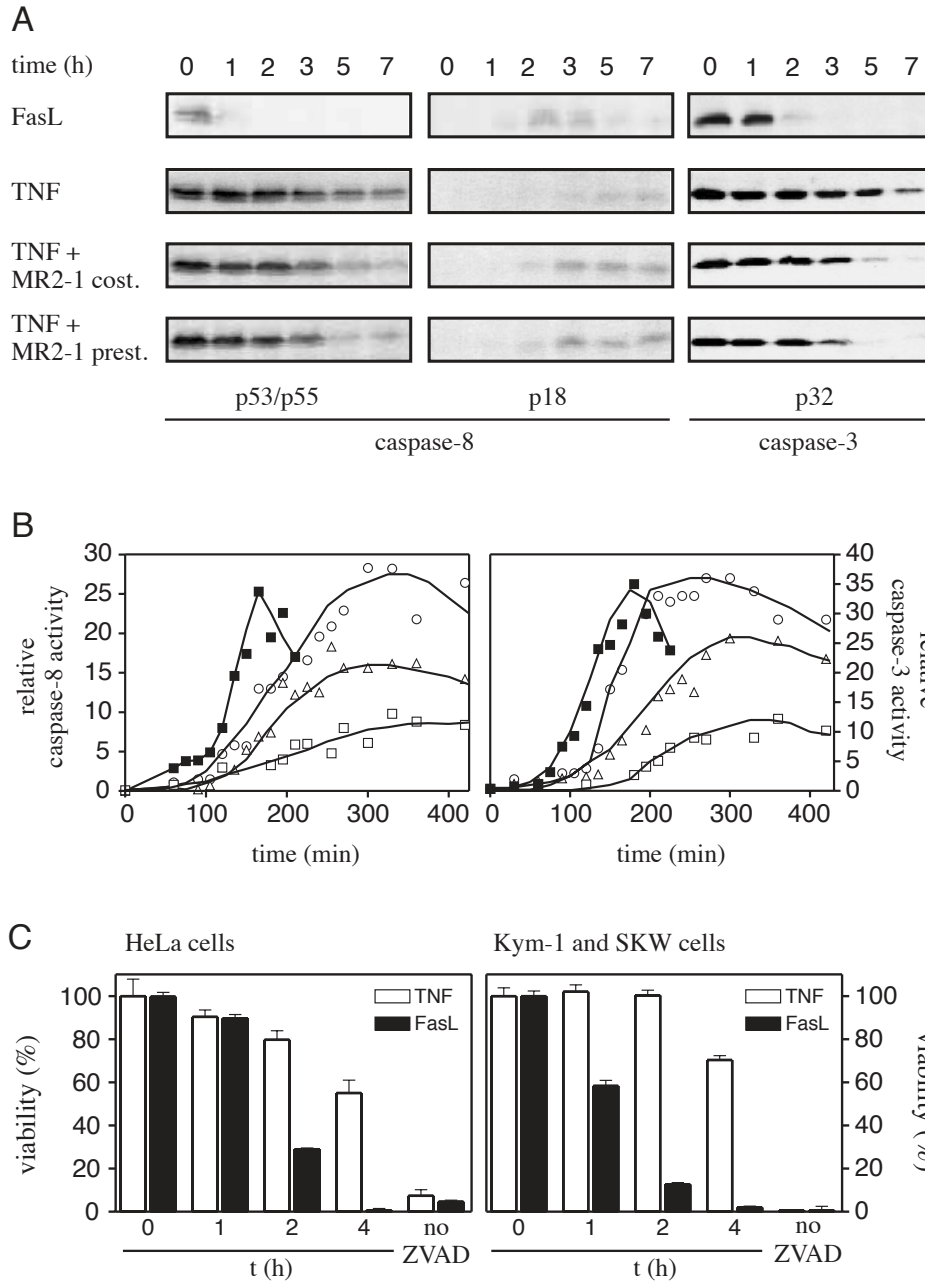 A
time (h) 0 1 2 3 5 7 0 1 2 3 5 7 0 1 2 3 5 7
FasL
TNF
TNF +
MR2-1 cost.
TNF +
MR2-1 prest.
p53/p55 p18 p32
caspase-8 caspase-3
B
30
25
20
15
10
5
0
relative
caspase-8 activity
0 100 200 300 400
time (min)
40
35
30
25
20
15
10
5
0
caspase-3 activity
0 100 200 300 400
time (min)
C
HeLa cells
Kym-1 and SKW cells
TNF
FasL
100
80
60
40
20
0
viability (%)
0 1 2 4 no
ZVAD
t (h)
TNF
FasL
100
80
60
40
20
0
viability (%)
0 1 2 4 no
ZVAD
t (h)